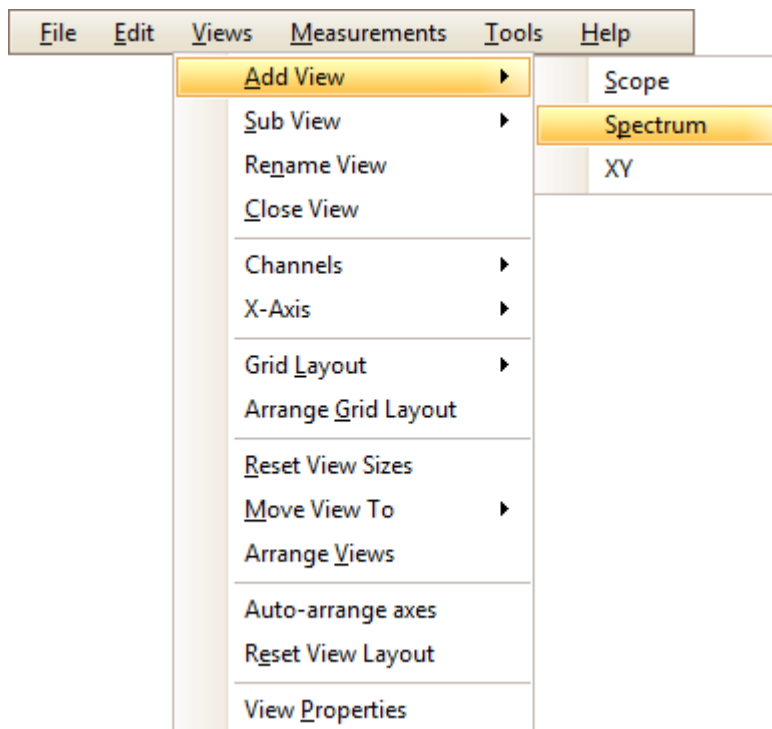 File Edit Views Measurements Tools Help
Add View
Scope
Sub View
Spectrum
Rename View
XY
Close View
Channels
X-Axis
Grid Layout
Arrange Grid Layout
Reset View Sizes
Move View To
Arrange Views
Auto-arrange axes
Reset View Layout
View Properties